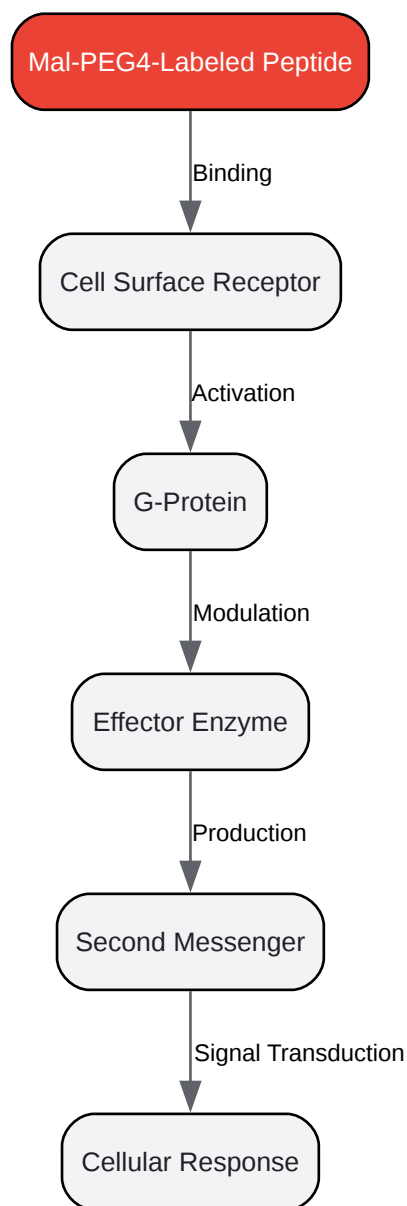 Mal-PEG4-Labeled Peptide
Binding
Cell Surface Receptor
Activation
G-Protein
Modulation
Effector Enzyme
Production
Second Messenger
Signal Transduction
Cellular Response